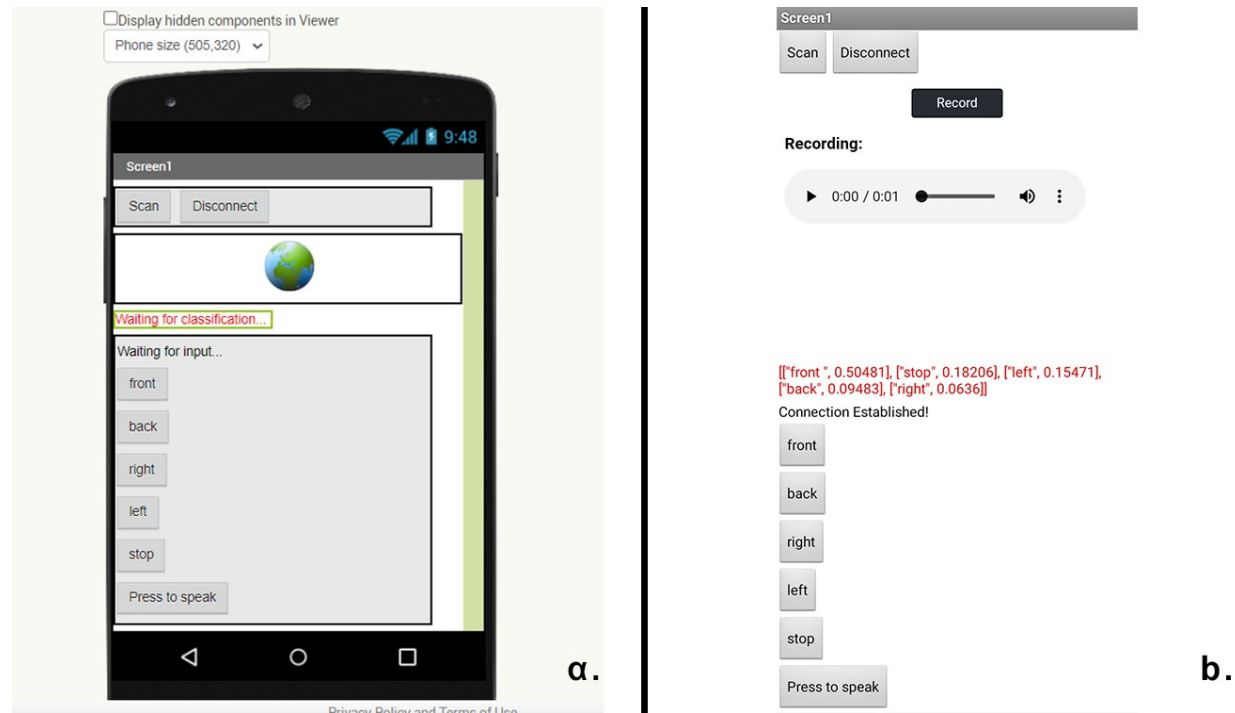 Display hidden components in Viewer
Phone size (505,320)
9:48
Screen1
Scan Disconnect
Waiting for classification...
Waiting for input...
front
back
right
left
stop
Press to speak
Privacy Policy and Terms of Use
α.
Screen1
Scan Disconnect
Record
Recording:
0:00 / 0:01
[["front ", 0.50481], ["stop", 0.18206], ["left", 0.15471],
["back", 0.09483], ["right", 0.0636]]
Connection Established!
front
back
right
left
stop
Press to speak
b.